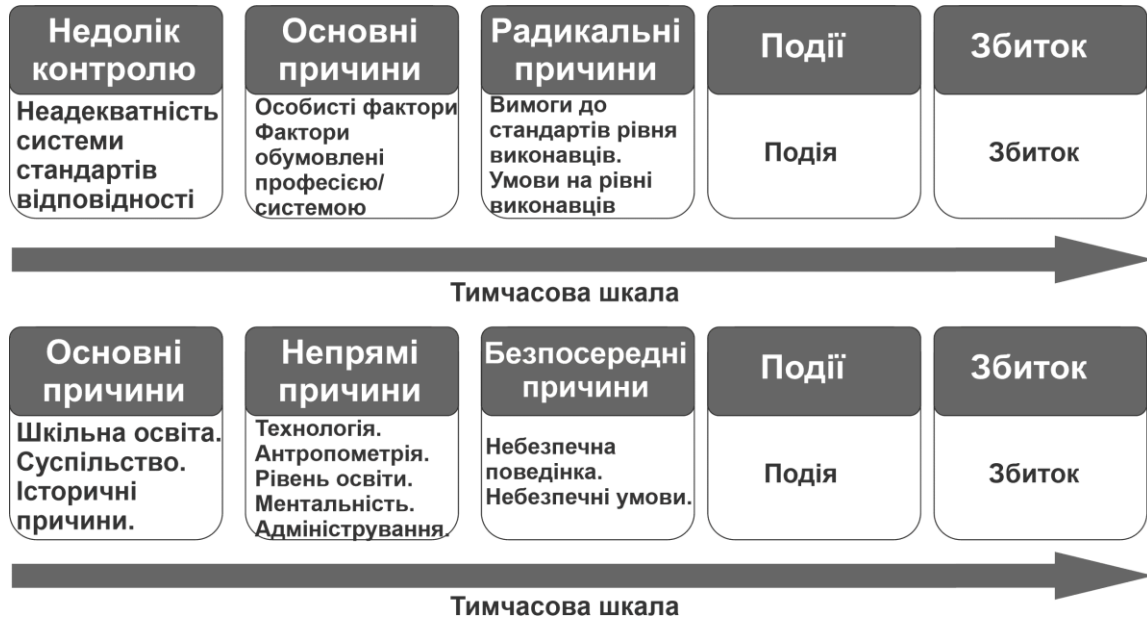 Недолік
контролю
Неадекватність
системи
стандартів
відповідності
Основні
причини
Особисті фактори
Фактори
обумовлені
професією/
системою
Радикальні
причини
Вимоги до
стандартів рівня
виконавців.
Умови на рівні
виконавців
Події
Подія
Збиток
Збиток
Тимчасова шкала
Основні
причини
Шкільна освіта.
Суспільство.
Історичні
причини.
Непрямі
причини
Технологія.
Антропометрія.
Рівень освіти.
Ментальність.
Адміністрування.
Безпосередні
причини
Небезпечна
поведінка.
Небезпечні умови.
Події
Подія
Збиток
Збиток
Тимчасова шкала